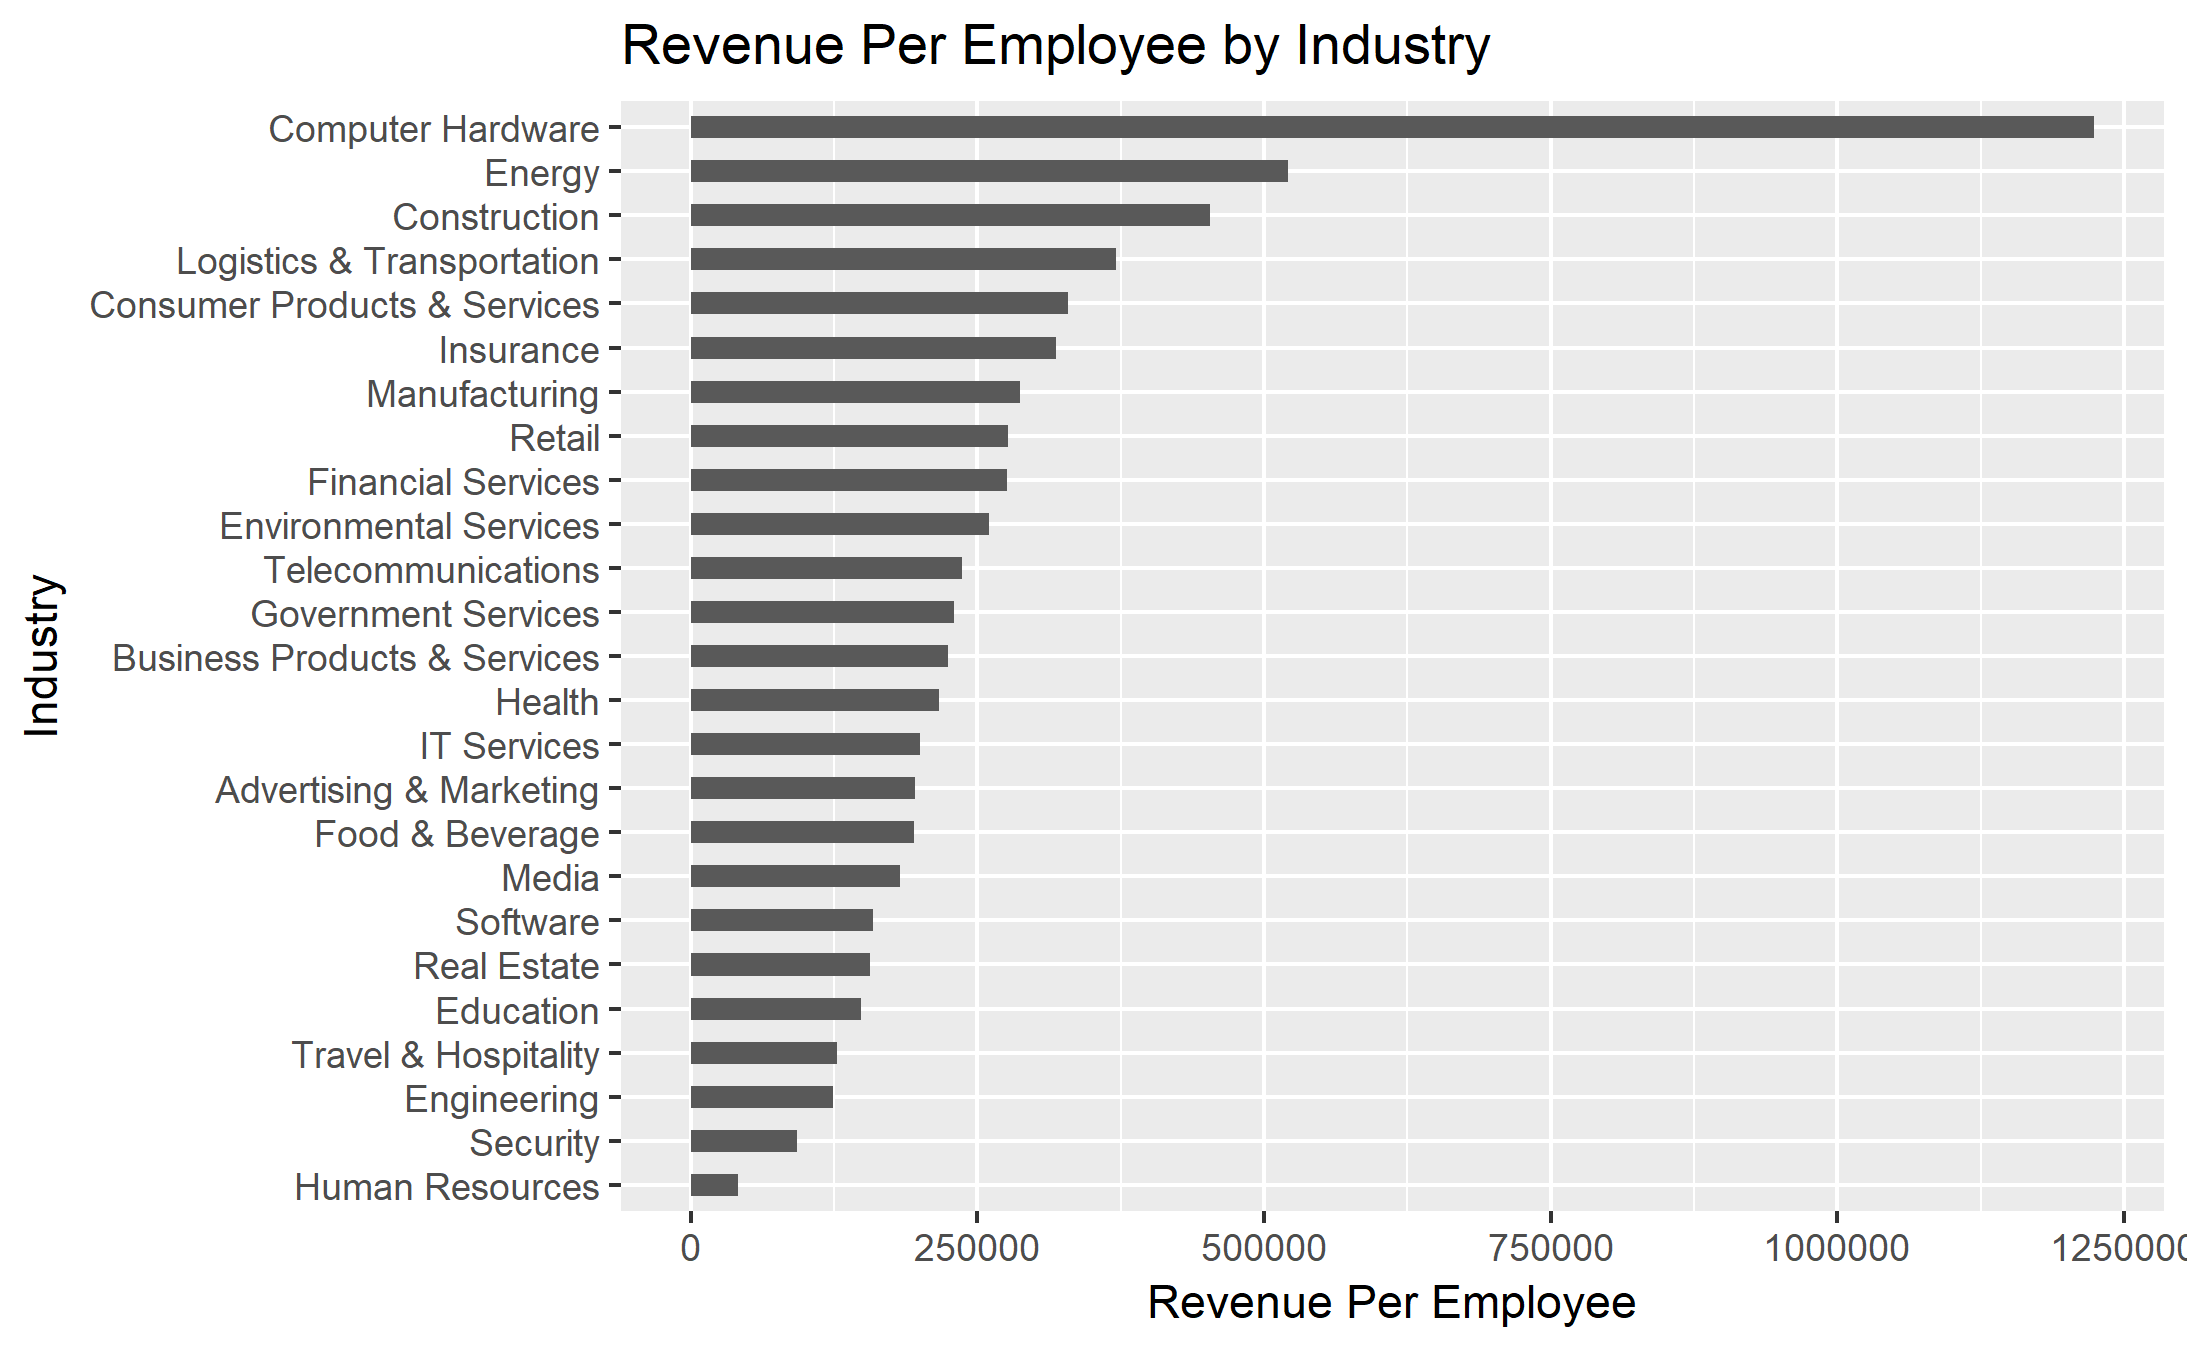 Revenue Per Employee by Industry
Industry
Computer Hardware
Energy
Construction
Logistics & Transportation
Consumer Products & Services
Insurance
Manufacturing
Retail
Financial Services
Environmental Services
Telecommunications
Government Services
Business Products & Services
Health
IT Services
Advertising & Marketing
Food & Beverage
Media
Software
Real Estate
Education
Travel & Hospitality
Engineering
Security
Human Resources
0 250000 500000 750000 1000000 1250000
Revenue Per Employee